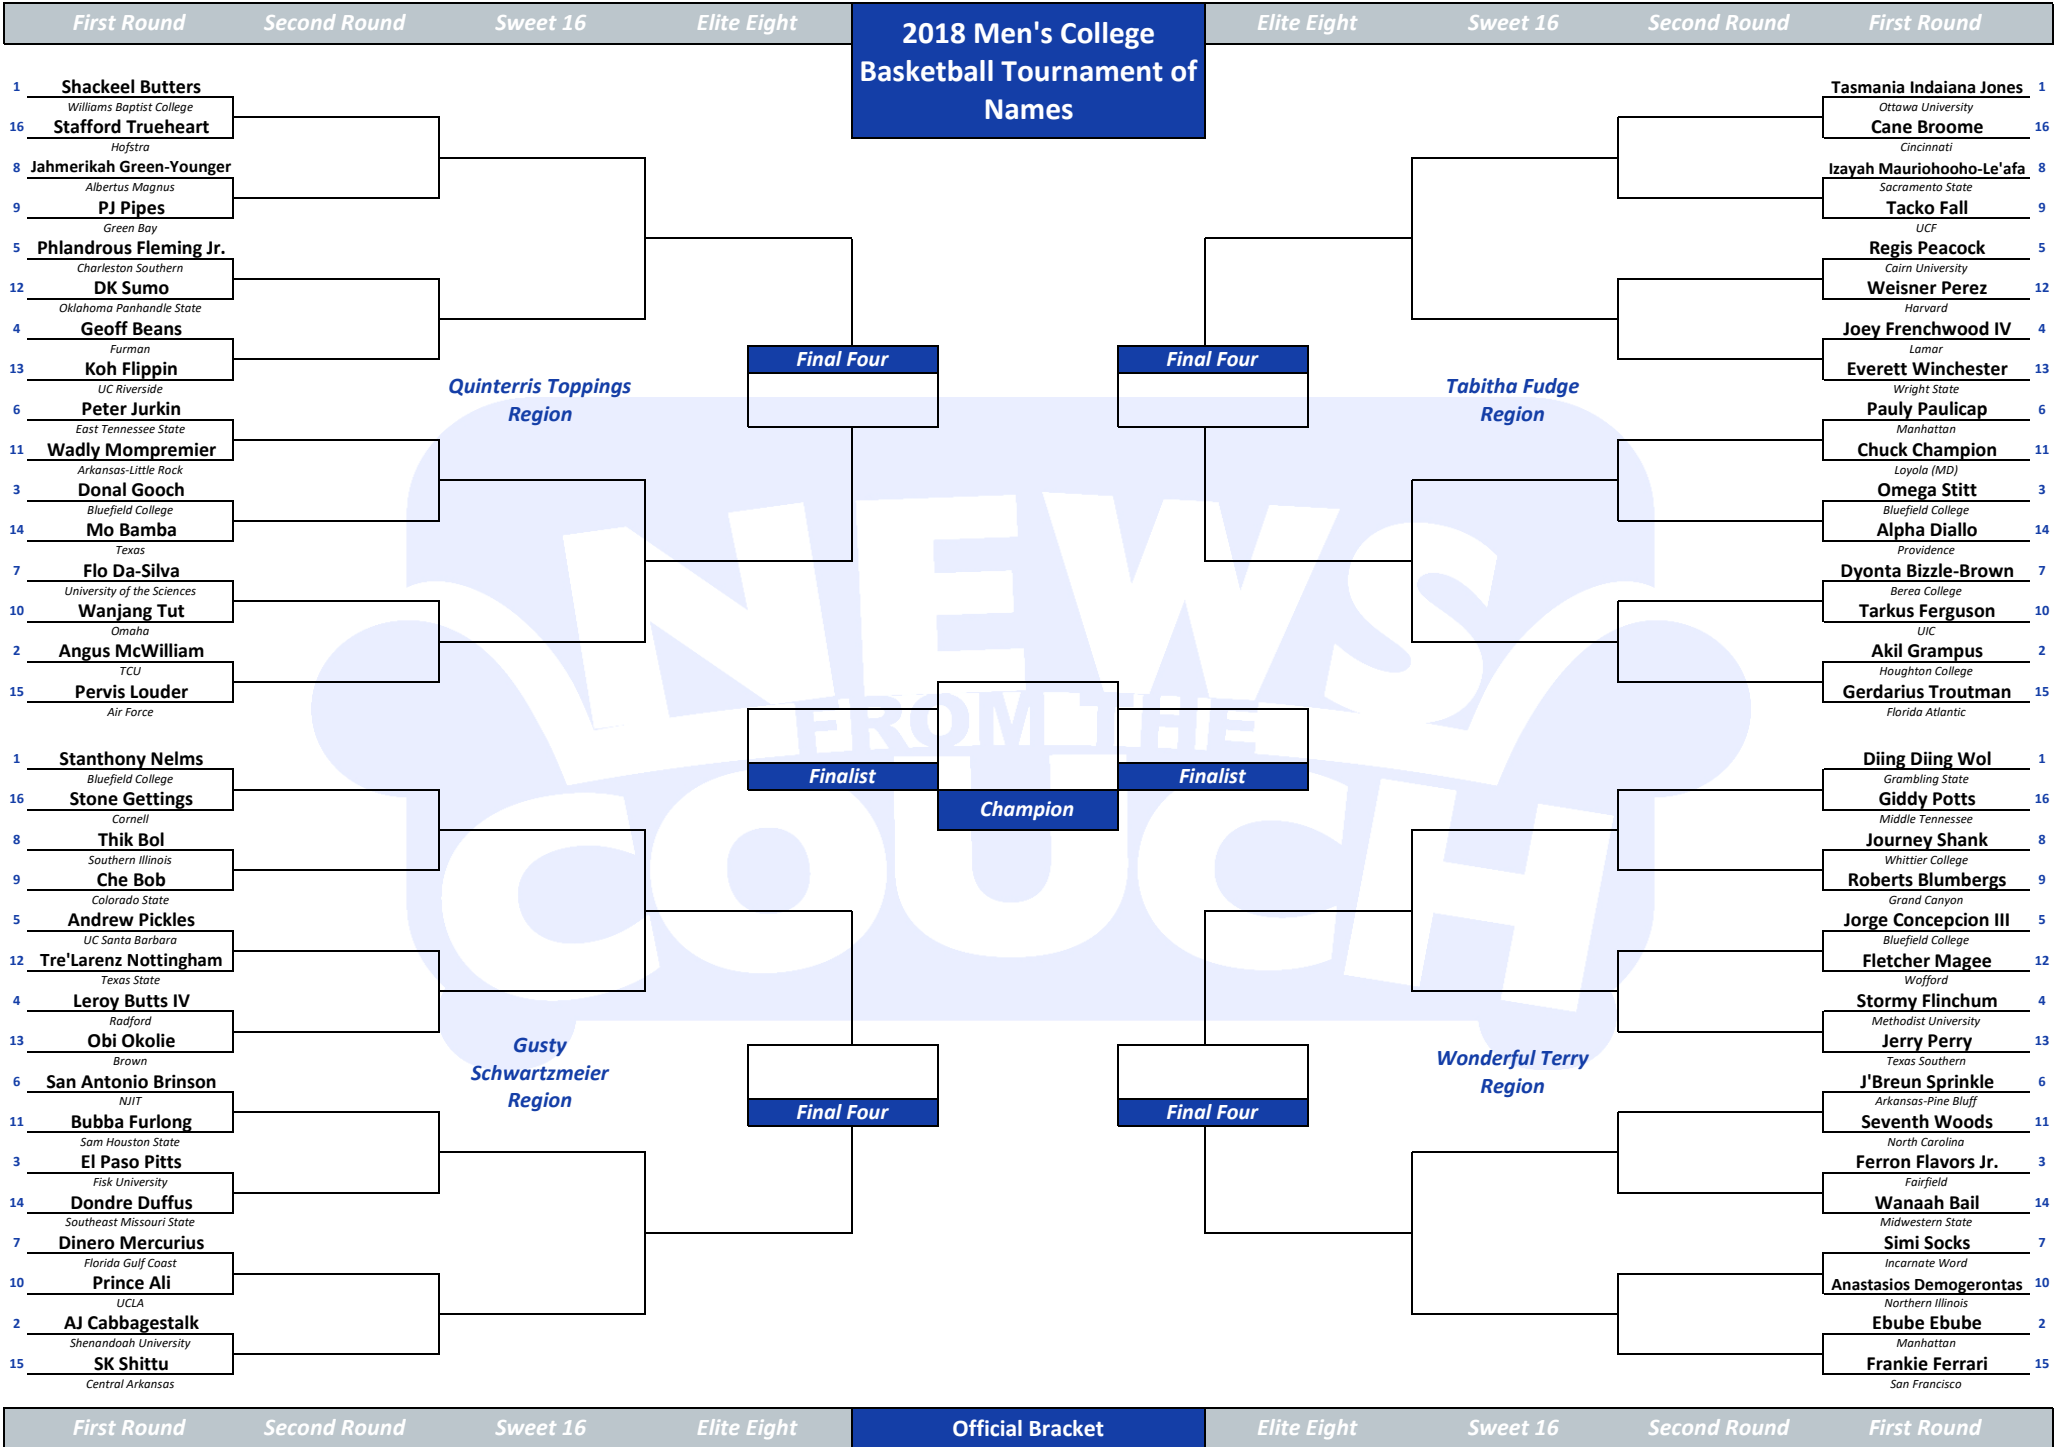 First Round Second Round Sweet 16 Elite Eight
2018 Men's College
Basketball Tournament of
Names
Elite Eight Sweet 16 Second Round First Round
1 Shackeel Butters
Williams Baptist College
16 Stafford Trueheart
Hofstra
8 Jahmerikah Green-Younger
Albertus Magnus
9 PJ Pipes
Green Bay
5 Phlandrous Fleming Jr.
Charleston Southern
12 DK Sumo
Oklahoma Panhandle State
4 Geoff Beans
Furman
13 Koh Flippin
UC Riverside
6 Peter Jurkin
East Tennessee State
11 Wadly Mompremier
Arkansas-Little Rock
3 Donal Gooch
Bluefield College
14 Mo Bamba
Texas
7 Flo Da-Silva
University of the Sciences
10 Wanjang Tut
Omaha
2 Angus McWilliam
TCU
15 Pervis Louder
Air Force
Quinterris Toppings
Region
1 Stanthony Nelms
Bluefield College
16 Stone Gettings
Cornell
8 Thik Bol
Southern Illinois
9 Che Bob
Colorado State
5 Andrew Pickles
UC Santa Barbara
12 Tre'Larenz Nottingham
Texas State
4 Leroy Butts IV
Radford
13 Obi Okolie
Brown
6 San Antonio Brinson
NJIT
11 Bubba Furlong
Sam Houston State
3 El Paso Pitts
Fisk University
14 Dondre Duffus
Southeast Missouri State
7 Dinero Mercurius
Florida Gulf Coast
10 Prince Ali
UCLA
2 AJ Cabbagestalk
Shenandoah University
15 SK Shittu
Central Arkansas
Gusty
Schwartzmeier
Region
Final Four
Final Four
NEWS
FROM THE
COUCH
Finalist
Finalist
Champion
Final Four
Final Four
Tasmania Indaiana Jones 1
Ottawa University
Cane Broome 16
Cincinnati
Izayah Mauriohooho-Le'afa 8
Sacramento State
Tacko Fall 9
UCF
Regis Peacock 5
Cairn University
Weisner Perez 12
Harvard
Joey Frenchwood IV 4
Lamar
Everett Winchester 13
Wright State
Pauly Paulicap 6
Manhattan
Chuck Champion 11
Loyola (MD)
Omega Stitt 3
Bluefield College
Alpha Diallo 14
Providence
Dyonta Bizzle-Brown 7
Berea College
Tarkus Ferguson 10
UIC
Akil Grampus 2
Houghton College
Gerdarius Troutman 15
Florida Atlantic
Tabitha Fudge
Region
Diing Diing Wol 1
Grambling State
Giddy Potts 16
Middle Tennessee
Journey Shank 8
Whittier College
Roberts Blumbergs 9
Grand Canyon
Jorge Concepcion III 5
Bluefield College
Fletcher Magee 12
Wofford
Stormy Flinchum 4
Methodist University
Jerry Perry 13
Texas Southern
J'Breun Sprinkle 6
Arkansas-Pine Bluff
Seventh Woods 11
North Carolina
Ferron Flavors Jr. 3
Fairfield
Wanaah Bail 14
Midwestern State
Simi Socks 7
Incarnate Word
Anastasios Demogerontas 10
Northern Illinois
Ebube Ebube 2
Manhattan
Frankie Ferrari 15
San Francisco
Wonderful Terry
Region
First Round Second Round Sweet 16 Elite Eight
Official Bracket
Elite Eight Sweet 16 Second Round First Round